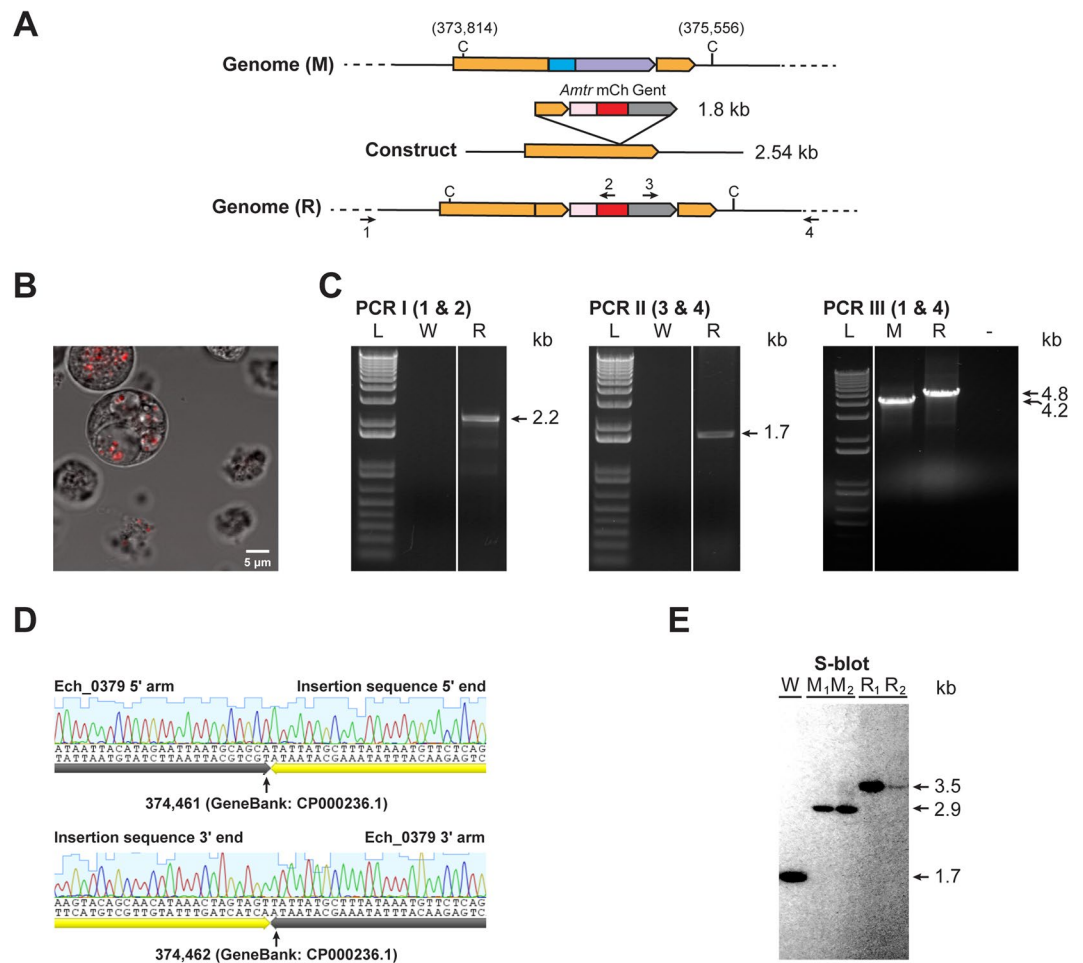 A
(373,814)
(375,556)
C
C
Genome (M)
Amtr mCh Gent
1.8 kb
Construct
2.54 kb
2
3
C
C
Genome (R)
1
4
B
5 µm
C
PCR I (1 & 2)
L W R kb
2.2
PCR II (3 & 4)
L W R kb
1.7
PCR III (1 & 4)
L M R - kb
4.8
4.2
D
Ech_0379 5' arm
Insertion sequence 5' end
ATAATTACATAGAATTAATGCAGCATATTATGCTTTATAAATGTTCTCAG
TATTAATGTATCTTAATTACGTCGTATAATACGAAATATTTACAAGAGTC
374,461 (GeneBank: CP000236.1)
Insertion sequence 3' end
Ech_0379 3' arm
AAGTACAGCAACATAAACTAGTAGTTATTATGCTTTATAAATGTTCTCAG
TTCATGTCGTTGTATTTGATCATCAATAATACGAAATATTTACAAGAGTC
374,462 (GeneBank: CP000236.1)
E
S-blot
W M1 M2 R1 R2 kb
3.5
2.9
1.7